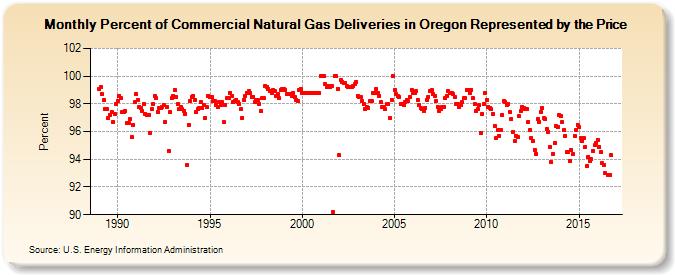 Monthly Percent of Commercial Natural Gas Deliveries in Oregon Represented by the Price
Percent
102
100
98
96
94
92
90
1990 1995 2000 2005 2010 2015
Source: U.S. Energy Information Administration